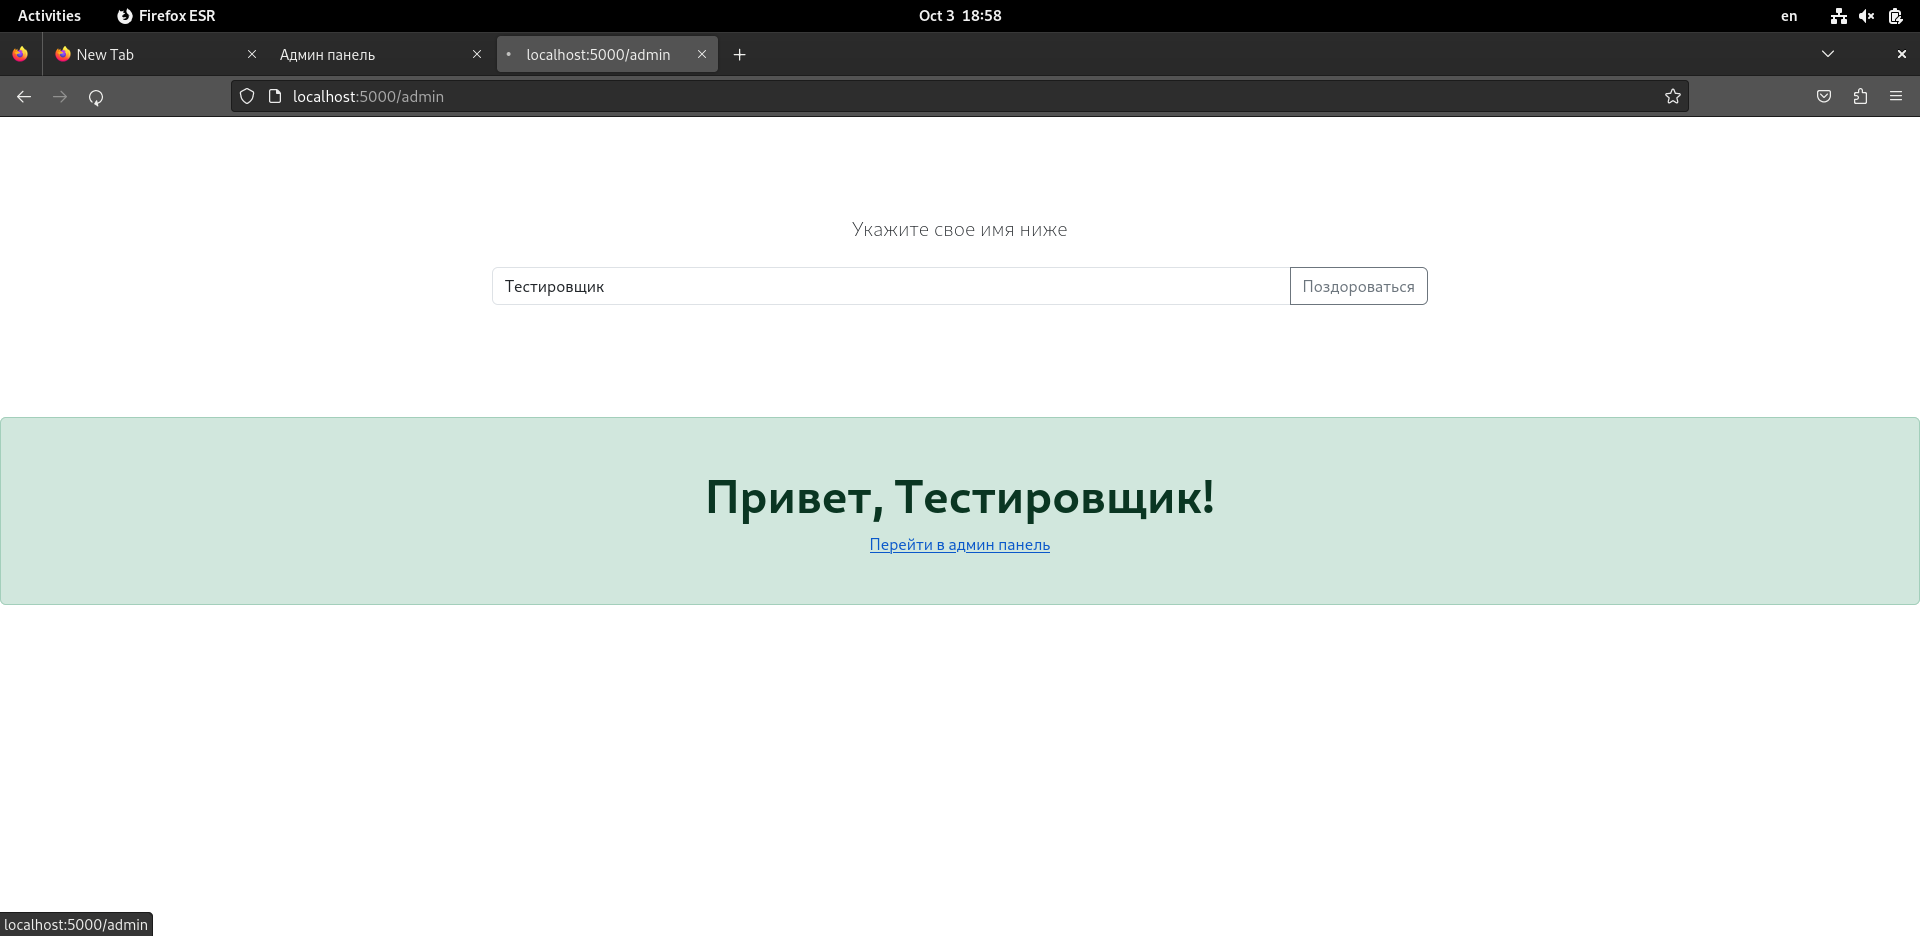 Activities Firefox ESR Oct 3 18:58 en
New Tab Админ панель localhost:5000/admin
localhost:5000/admin
Укажите свое имя ниже
Тестировщик Поздороваться
Привет, Тестировщик!
Перейти в админ панель
localhost:5000/admin